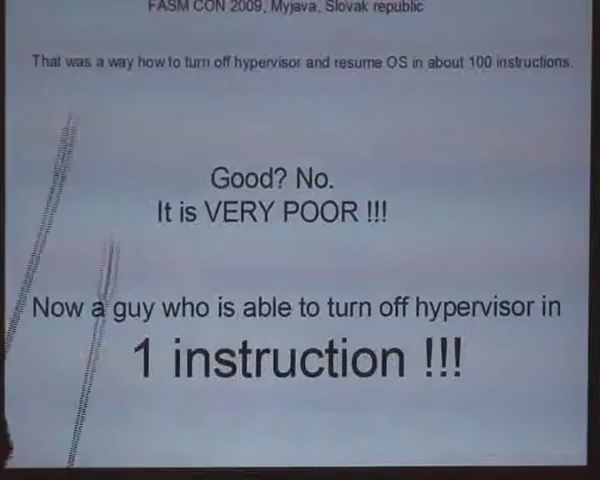 FASM CON 2009, Myjava, Slovak republic
That was a way how to turn off hypervisor and resume OS in about 100 instructions.
Good? No.
It is VERY POOR !!!
Now a guy who is able to turn off hypervisor in
1 instruction !!!